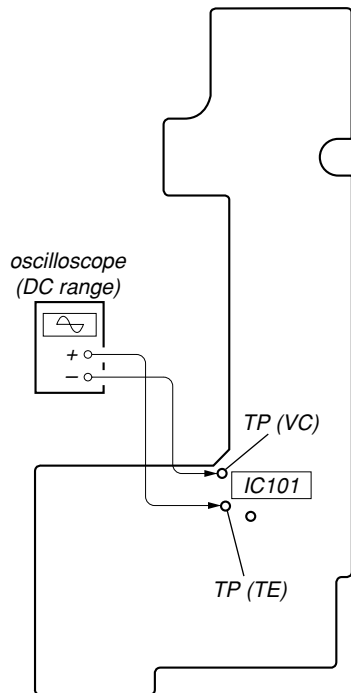 oscilloscope
(DC range)
+
–
TP (VC)
IC101
TP (TE)